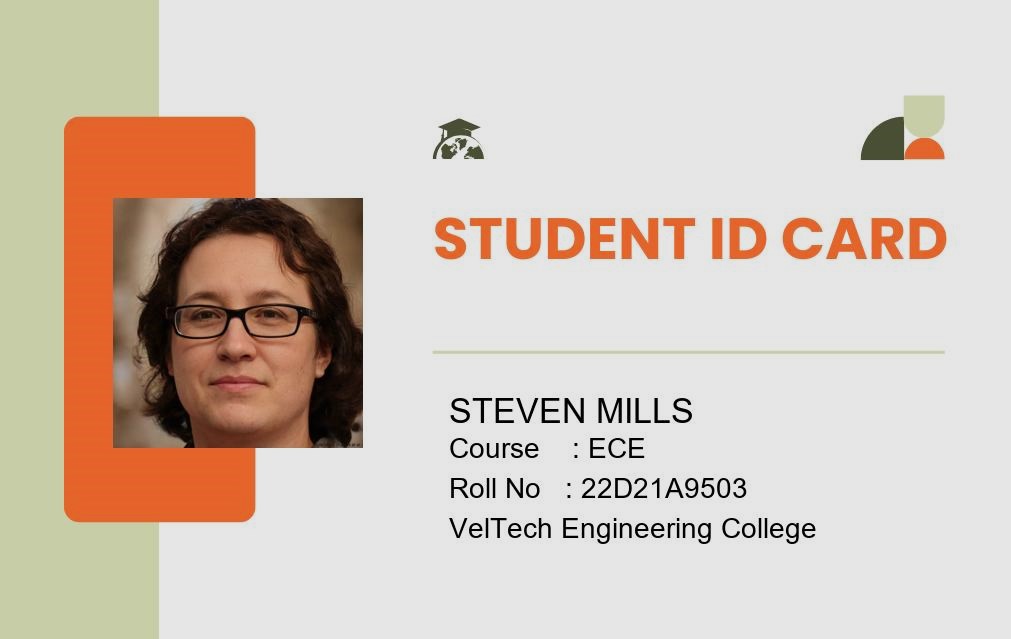 STUDENT ID CARD
STEVEN MILLS
Course : ECE
Roll No : 22D21A9503
VelTech Engineering College